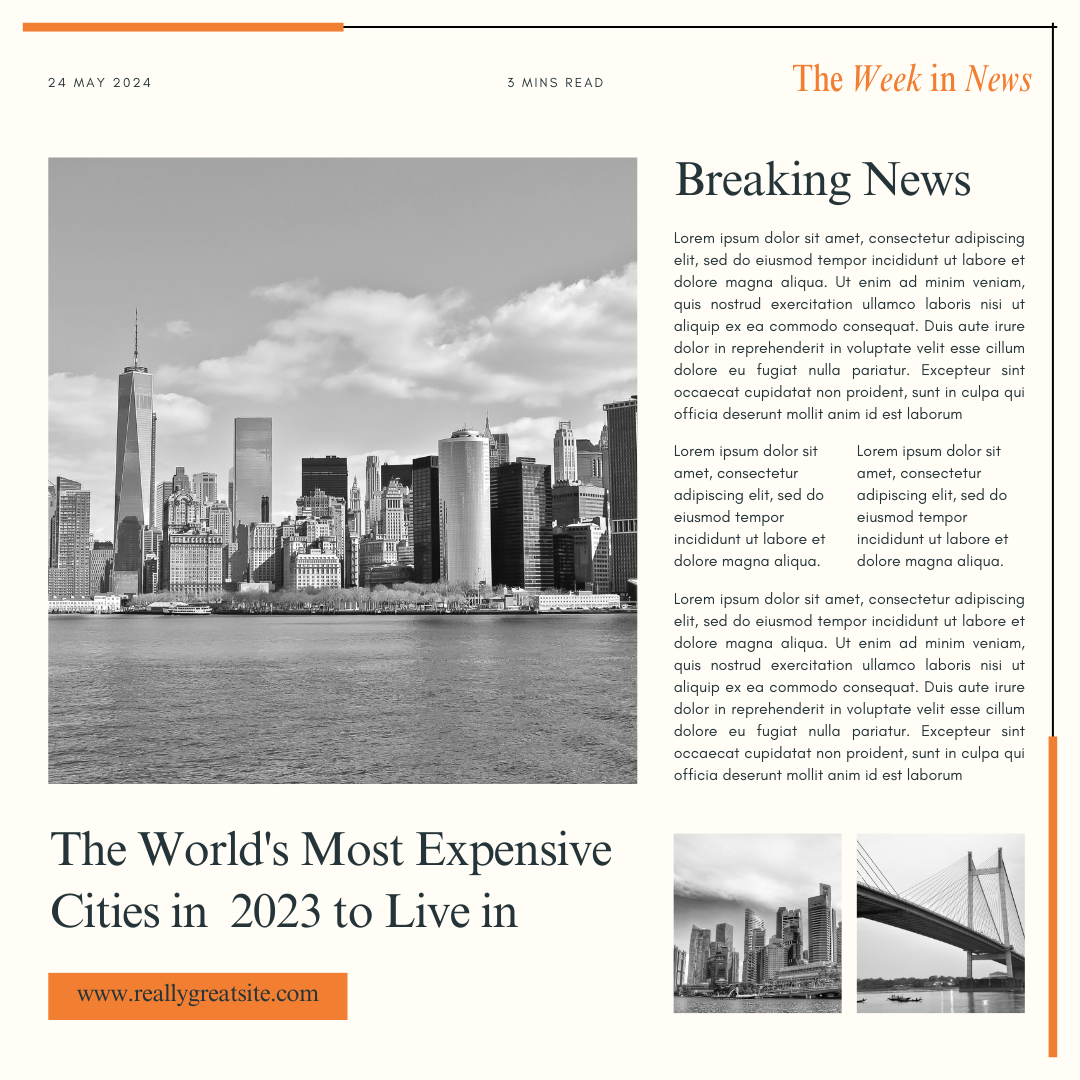 24 MAY 2024
3 MINS READ
The Week in News
Breaking News
Lorem ipsum dolor sit amet, consectetur adipiscing
elit, sed do eiusmod tempor incididunt ut labore et
dolore magna aliqua. Ut enim ad minim veniam,
quis nostrud exercitation ullamco laboris nisi ut
aliquip ex ea commodo consequat. Duis aute irure
dolor in reprehenderit in voluptate velit esse cillum
dolore eu fugiat nulla pariatur. Excepteur sint
occaecat cupidatat non proident, sunt in culpa qui
officia deserunt mollit anim id est laborum
Lorem ipsum dolor sit
amet, consectetur
adipiscing elit, sed do
eiusmod tempor
incididunt ut labore et
dolore magna aliqua.
Lorem ipsum dolor sit
amet, consectetur
adipiscing elit, sed do
eiusmod tempor
incididunt ut labore et
dolore magna aliqua.
Lorem ipsum dolor sit amet, consectetur adipiscing
elit, sed do eiusmod tempor incididunt ut labore et
dolore magna aliqua. Ut enim ad minim veniam,
quis nostrud exercitation ullamco laboris nisi ut
aliquip ex ea commodo consequat. Duis aute irure
dolor in reprehenderit in voluptate velit esse cillum
dolore eu fugiat nulla pariatur. Excepteur sint
occaecat cupidatat non proident, sunt in culpa qui
officia deserunt mollit anim id est laborum
The World's Most Expensive
Cities in  2023 to Live in
www.reallygreatsite.com